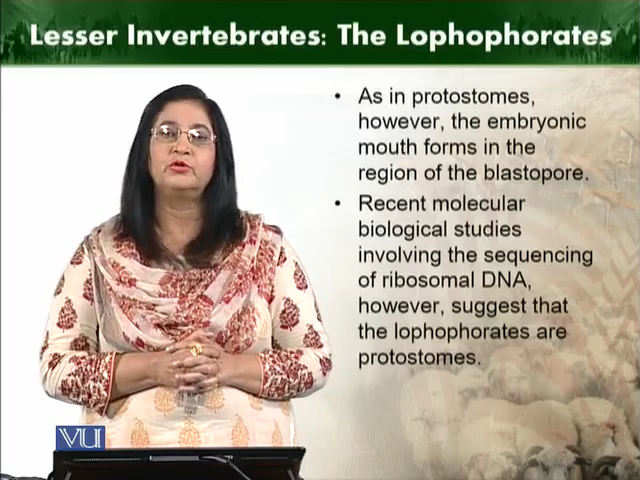 Lesser Invertebrates: The Lophophorates
• As in protostomes,
however, the embryonic
mouth forms in the
region of the blastopore.
• Recent molecular
biological studies
involving the sequencing
of ribosomal DNA,
however, suggest that
the lophophorates are
protostomes.
VU